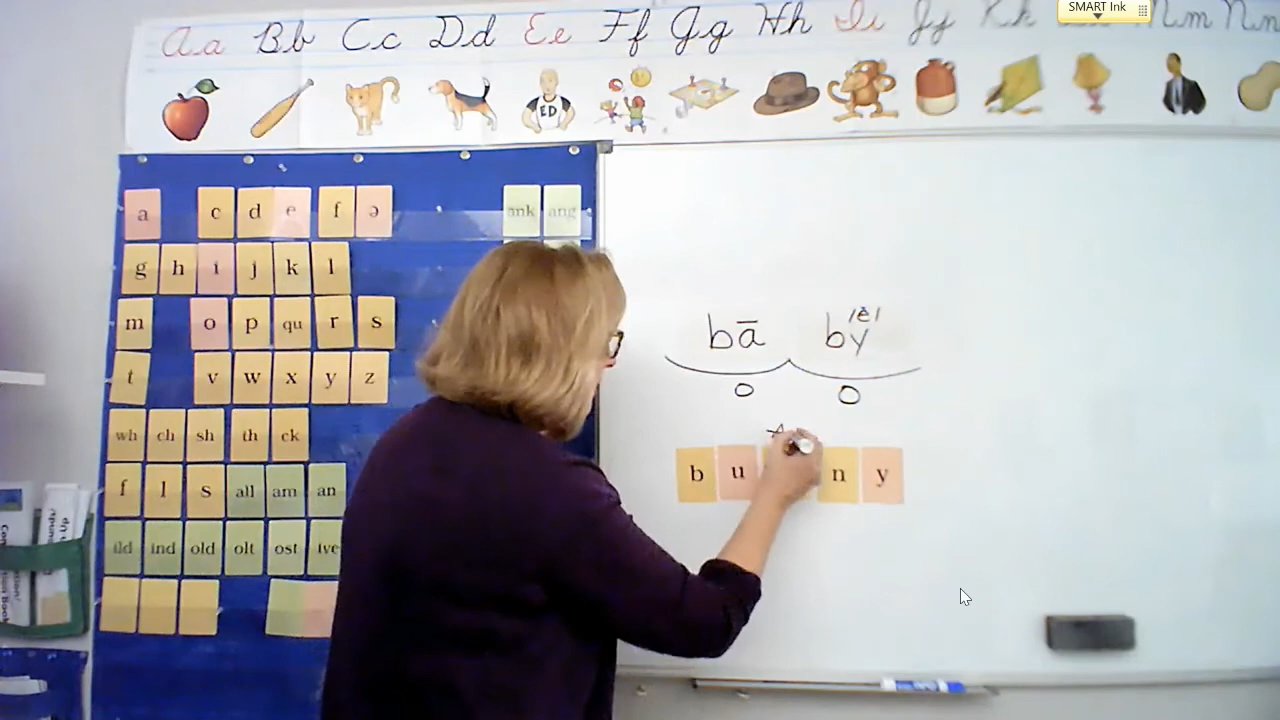 SMART Ink
Aa Bb Cc Dd Ee Ff Gg Hh Ii Jj Kk Mm Nn
ED
a c d e f ə ank ang
g h i j k l
m o p qu r s
t v w x y z
wh ch sh th ck
f l s all am an
ild ind old olt ost ive
/ē/
bā by
b u n y